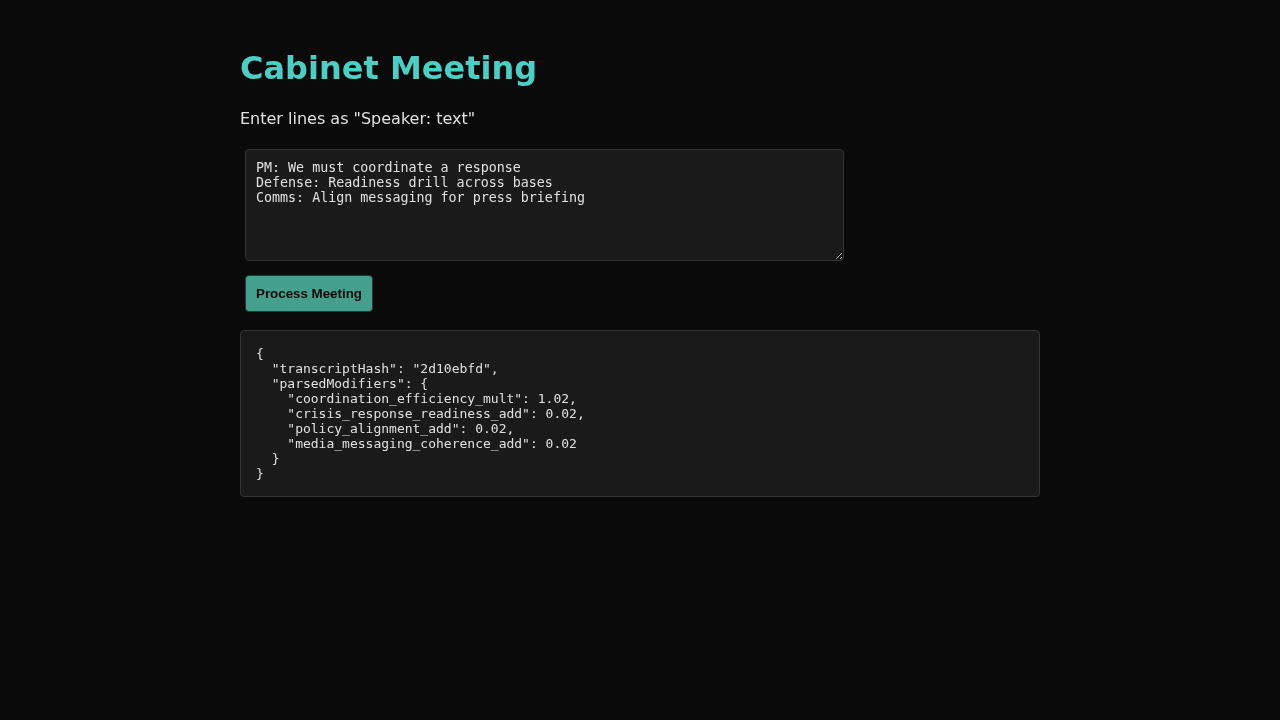 Cabinet Meeting
Enter lines as "Speaker: text"
PM: We must coordinate a response
Defense: Readiness drill across bases
Comms: Align messaging for press briefing
Process Meeting
{
  "transcriptHash": "2d10ebfd",
  "parsedModifiers": {
    "coordination_efficiency_mult": 1.02,
    "crisis_response_readiness_add": 0.02,
    "policy_alignment_add": 0.02,
    "media_messaging_coherence_add": 0.02
  }
}